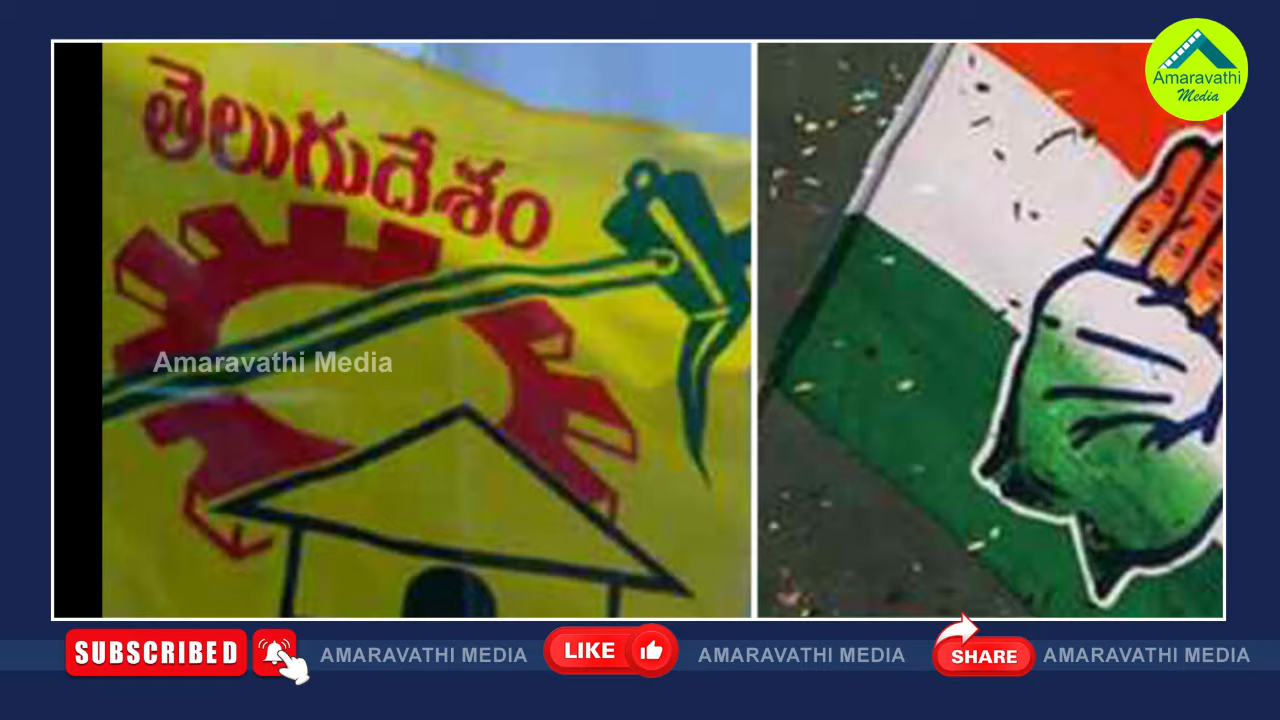 తెలుగుదేశం
Amaravathi
Media
Amaravathi Media
SUBSCRIBED
AMARAVATHI MEDIA
LIKE
AMARAVATHI MEDIA
SHARE
AMARAVATHI MEDIA